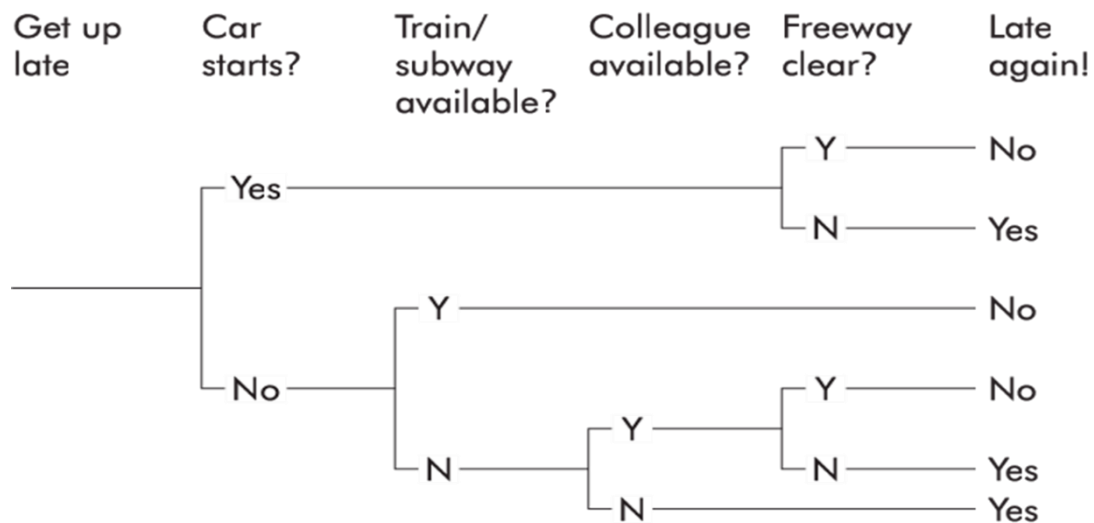 Get up
late
Car
starts?
Train/
subway
available?
Colleague
available?
Freeway
clear?
Late
again!
Y No
Yes
N Yes
Y No
No
Y No
Y
N
N Yes
N Yes